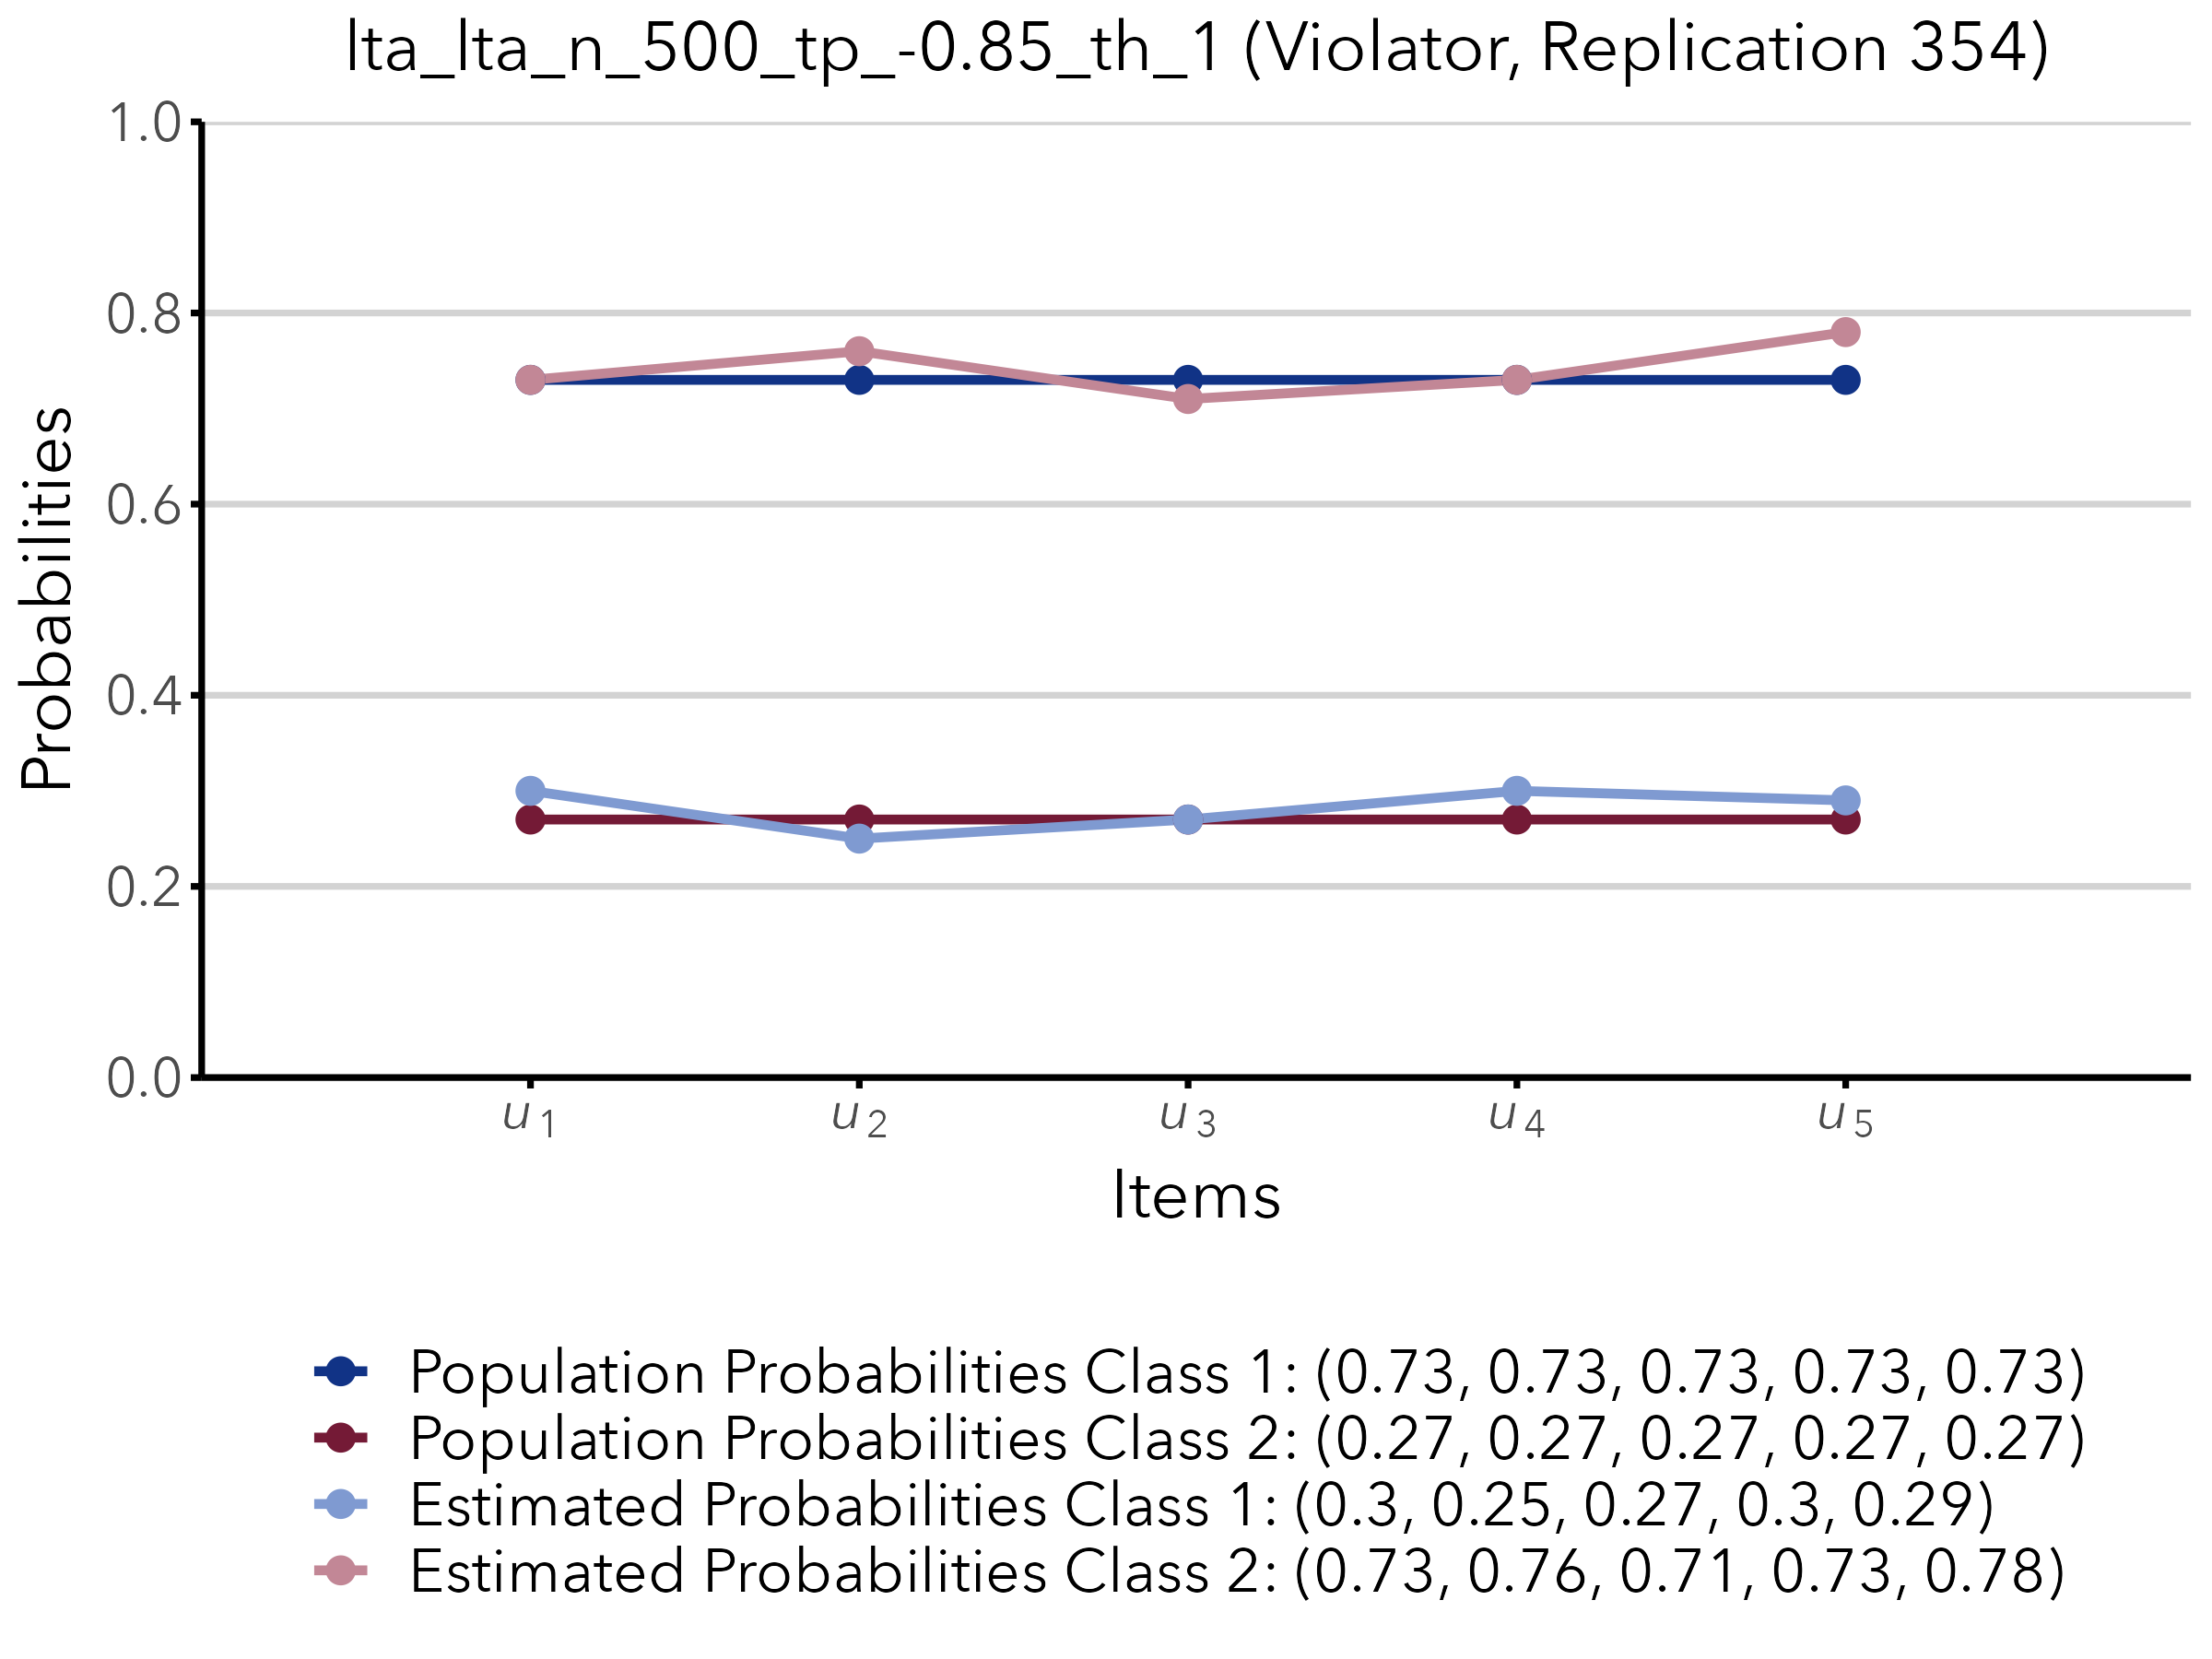 lta_lta_n_500_tp_-0.85_th_1 (Violator, Replication 354)
1.0
0.8
0.6
0.4
0.2
0.0
Probabilities
u1 u2 u3 u4 u5
Items
Population Probabilities Class 1: (0.73, 0.73, 0.73, 0.73, 0.73)
Population Probabilities Class 2: (0.27, 0.27, 0.27, 0.27, 0.27)
Estimated Probabilities Class 1: (0.3, 0.25, 0.27, 0.3, 0.29)
Estimated Probabilities Class 2: (0.73, 0.76, 0.71, 0.73, 0.78)